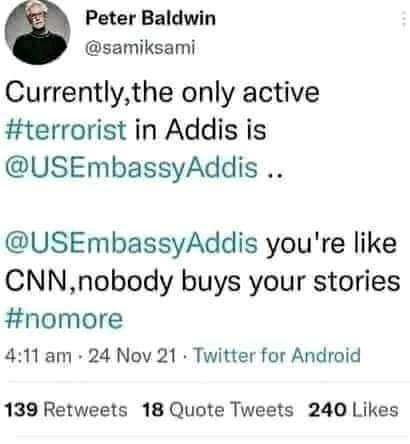 Peter Baldwin
@samiksami
Currently,the only active
#terrorist in Addis is
@USEmbassyAddis ..
@USEmbassyAddis you're like
CNN,nobody buys your stories
#nomore
4:11 am · 24 Nov 21 · Twitter for Android
139 Retweets 18 Quote Tweets 240 Likes